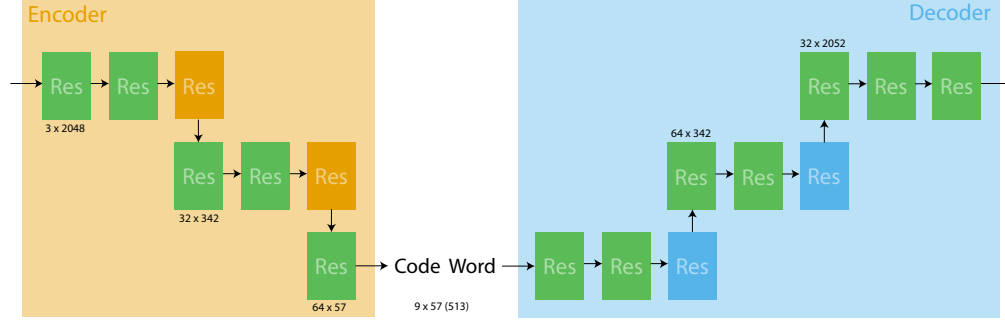 Encoder
Decoder
32 x 2052
Res
Res
Res
Res
Res
Res
3 x 2048
64 x 342
Res
Res
Res
Res
Res
Res
32 x 342
Res
Code Word
Res
Res
Res
64 x 57
9 x 57 (513)